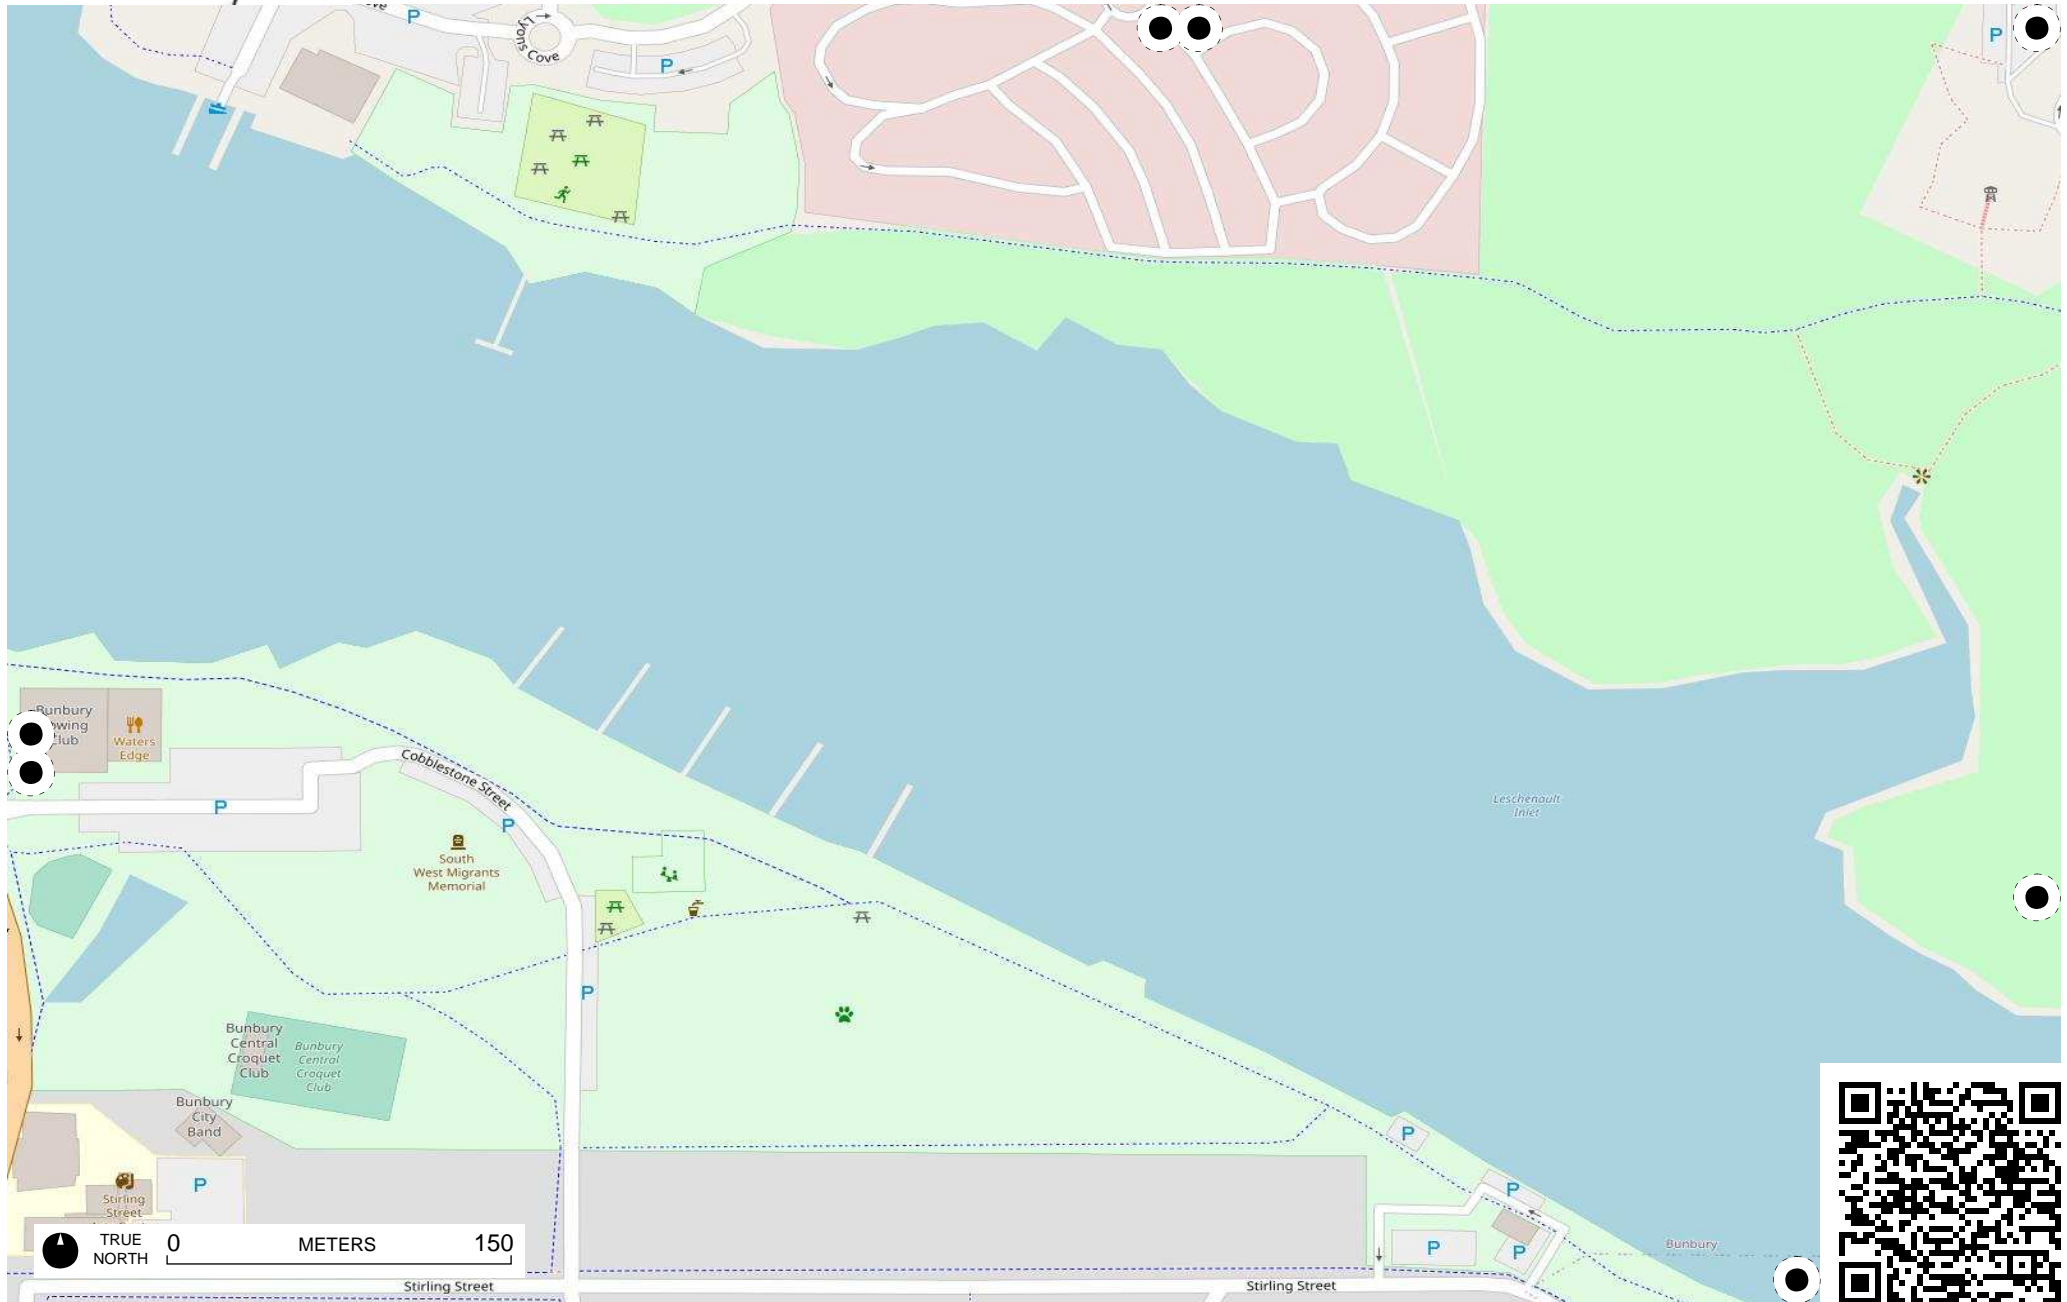 P
Lyons Cove
P
P
Bunbury
Club
Waters
Edge
Cobblestone Street
P
P
South
West Migrants
Memorial
Leschenault
Inlet
P
Bunbury
Central
Croquet
Club
Bunbury
Central
Croquet
Club
Bunbury
City
Band
P
P
P
Stirling
Street
P
P
Bunbury
TRUE
NORTH
0 METERS 150
Stirling Street
Stirling Street